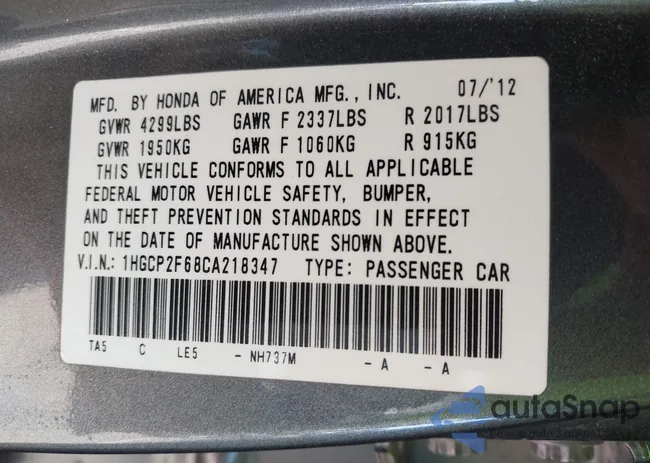 MFD. BY HONDA OF AMERICA MFG., INC. 07/'12
GVWR 4299LBS GAWR F 2337LBS R 2017LBS
GVWR 1950KG GAWR F 1060KG R 915KG
THIS VEHICLE CONFORMS TO ALL APPLICABLE
FEDERAL MOTOR VEHICLE SAFETY, BUMPER,
AND THEFT PREVENTION STANDARDS IN EFFECT
ON THE DATE OF MANUFACTURE SHOWN ABOVE.
V.I.N.: 1HGCP2F68CA218347 TYPE: PASSENGER CAR
TA5 C LE5 - NH737M - A - A
autaSnap